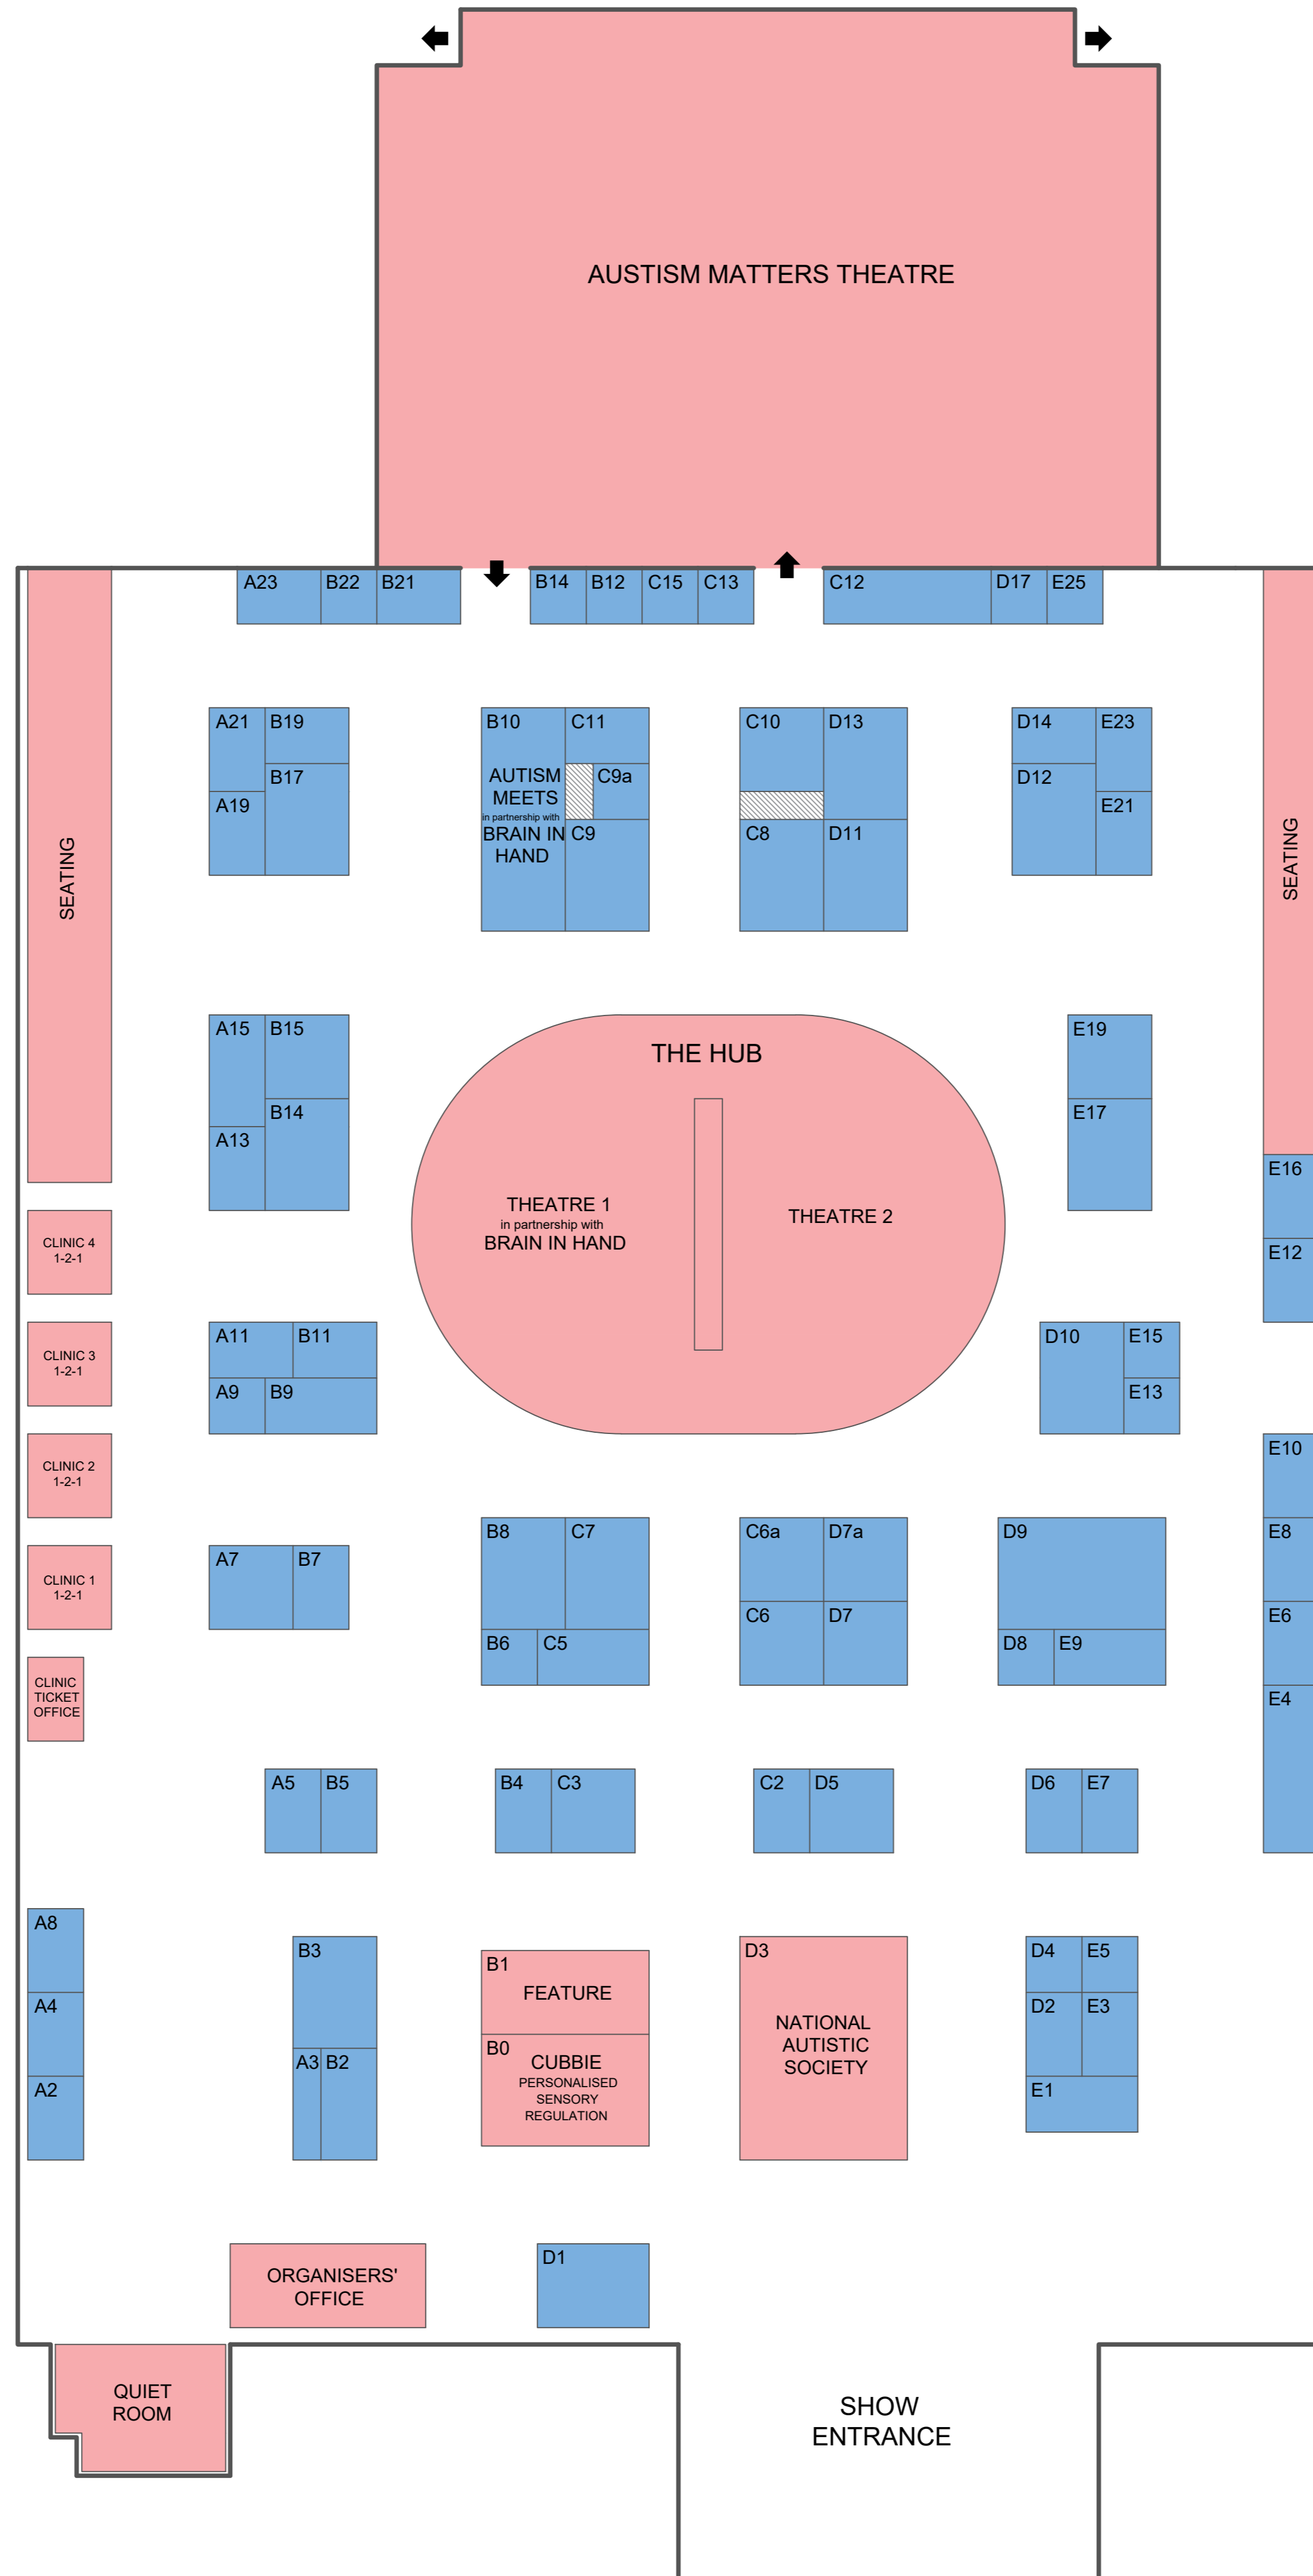 AUSTISM MATTERS THEATRE
A23
B22
B21
B14
B12
C15
C13
C12
D17
E25
SEATING
A21
B19
B17
A19
B10
AUTISM
MEETS
in partnership with
BRAIN IN
HAND
C11
C9a
C9
C10
D13
C8
D11
D14
E23
D12
E21
SEATING
A15
B15
B14
A13
THE HUB
THEATRE 1
in partnership with
BRAIN IN HAND
THEATRE 2
E19
E17
E16
E12
CLINIC 4
1-2-1
CLINIC 3
1-2-1
A11
B11
A9
B9
D10
E15
E13
CLINIC 2
1-2-1
E10
CLINIC 1
1-2-1
A7
B7
B8
C7
B6
C5
C6a
D7a
C6
D7
D9
D8
E9
E8
E6
E4
CLINIC
TICKET
OFFICE
A5
B5
B4
C3
C2
D5
D6
E7
A8
A4
A2
B3
A3
B2
B1
FEATURE
B0
CUBBIE
PERSONALISED
SENSORY
REGULATION
D3
NATIONAL
AUTISTIC
SOCIETY
D4
E5
D2
E3
E1
ORGANISERS'
OFFICE
D1
QUIET
ROOM
SHOW
ENTRANCE